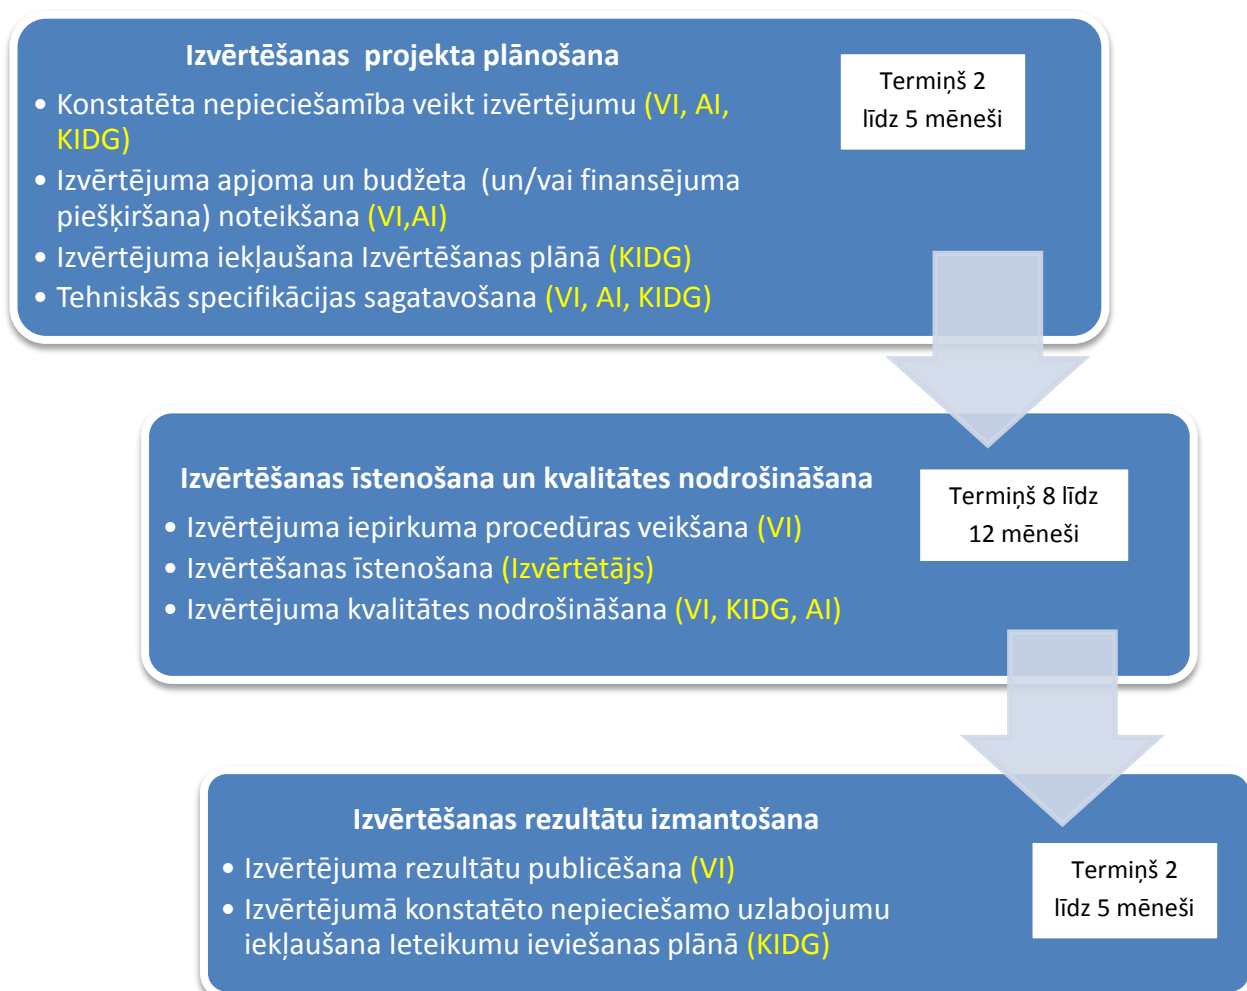 Izvērtēšanas  projekta plānošana
• Konstatēta nepieciešamība veikt izvērtējumu (VI, AI,
KIDG)
• Izvērtējuma apjoma un budžeta  (un/vai finansējuma
piešķiršana) noteikšana (VI,AI)
• Izvērtējuma iekļaušana Izvērtēšanas plānā (KIDG)
• Tehniskās specifikācijas sagatavošana (VI, AI, KIDG)
Termiņš 2
līdz 5 mēneši
Izvērtēšanas īstenošana un kvalitātes nodrošināšana
• Izvērtējuma iepirkuma procedūras veikšana (VI)
• Izvērtēšanas īstenošana (Izvērtētājs)
• Izvērtējuma kvalitātes nodrošināšana (VI, KIDG, AI)
Termiņš 8 līdz
12 mēneši
Izvērtēšanas rezultātu izmantošana
• Izvērtējuma rezultātu publicēšana (VI)
• Izvērtējumā konstatēto nepieciešamo uzlabojumu
iekļaušana Ieteikumu ieviešanas plānā (KIDG)
Termiņš 2
līdz 5 mēneši